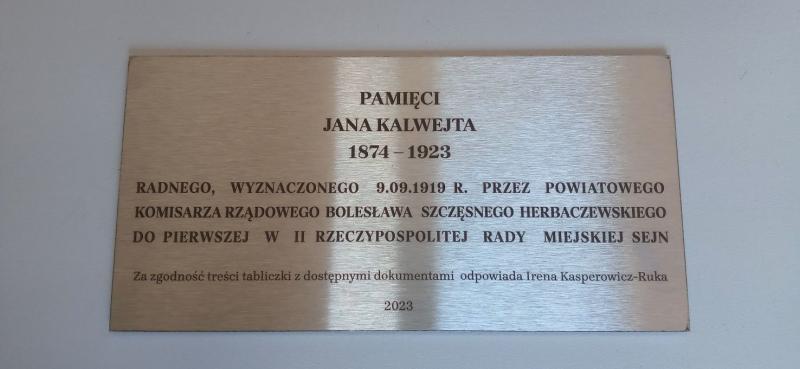 PAMIĘCI
JANA KALWEJTA
1874 – 1923
RADNEGO, WYZNACZONEGO 9.09.1919 R. PRZEZ POWIATOWEGO
KOMISARZA RZĄDOWEGO BOLESŁAWA SZCZĘSNEGO HERBACZEWSKIEGO
DO PIERWSZEJ W II RZECZYPOSPOLITEJ RADY MIEJSKIEJ SEJN
Za zgodność treści tabliczki z dostępnymi dokumentami odpowiada Irena Kasperowicz-Ruka
2023